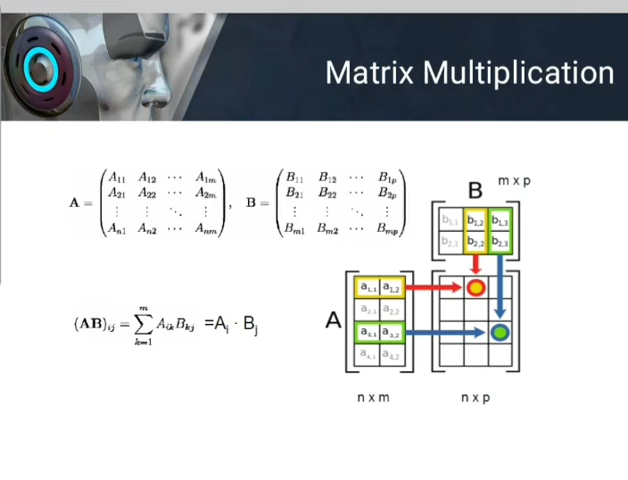 Matrix Multiplication
A = ( A11 A12 ⋯ A1m
A21 A22 ⋯ A2m
⋮ ⋮ ⋱ ⋮
An1 An2 ⋯ Anm ),
B = ( B11 B12 ⋯ B1p
B21 B22 ⋯ B2p
⋮ ⋮ ⋱ ⋮
Bm1 Bm2 ⋯ Bmp )
(AB)ij = ∑ m k=1 Aik Bkj =Ai · Bj
B m x p
b1,1 b1,2 b1,3
b2,1 b2,2 b2,3
A
a1,1 a1,2
a2,1 a2,2
a3,1 a3,2
a4,1 a4,2
n x m
n x p